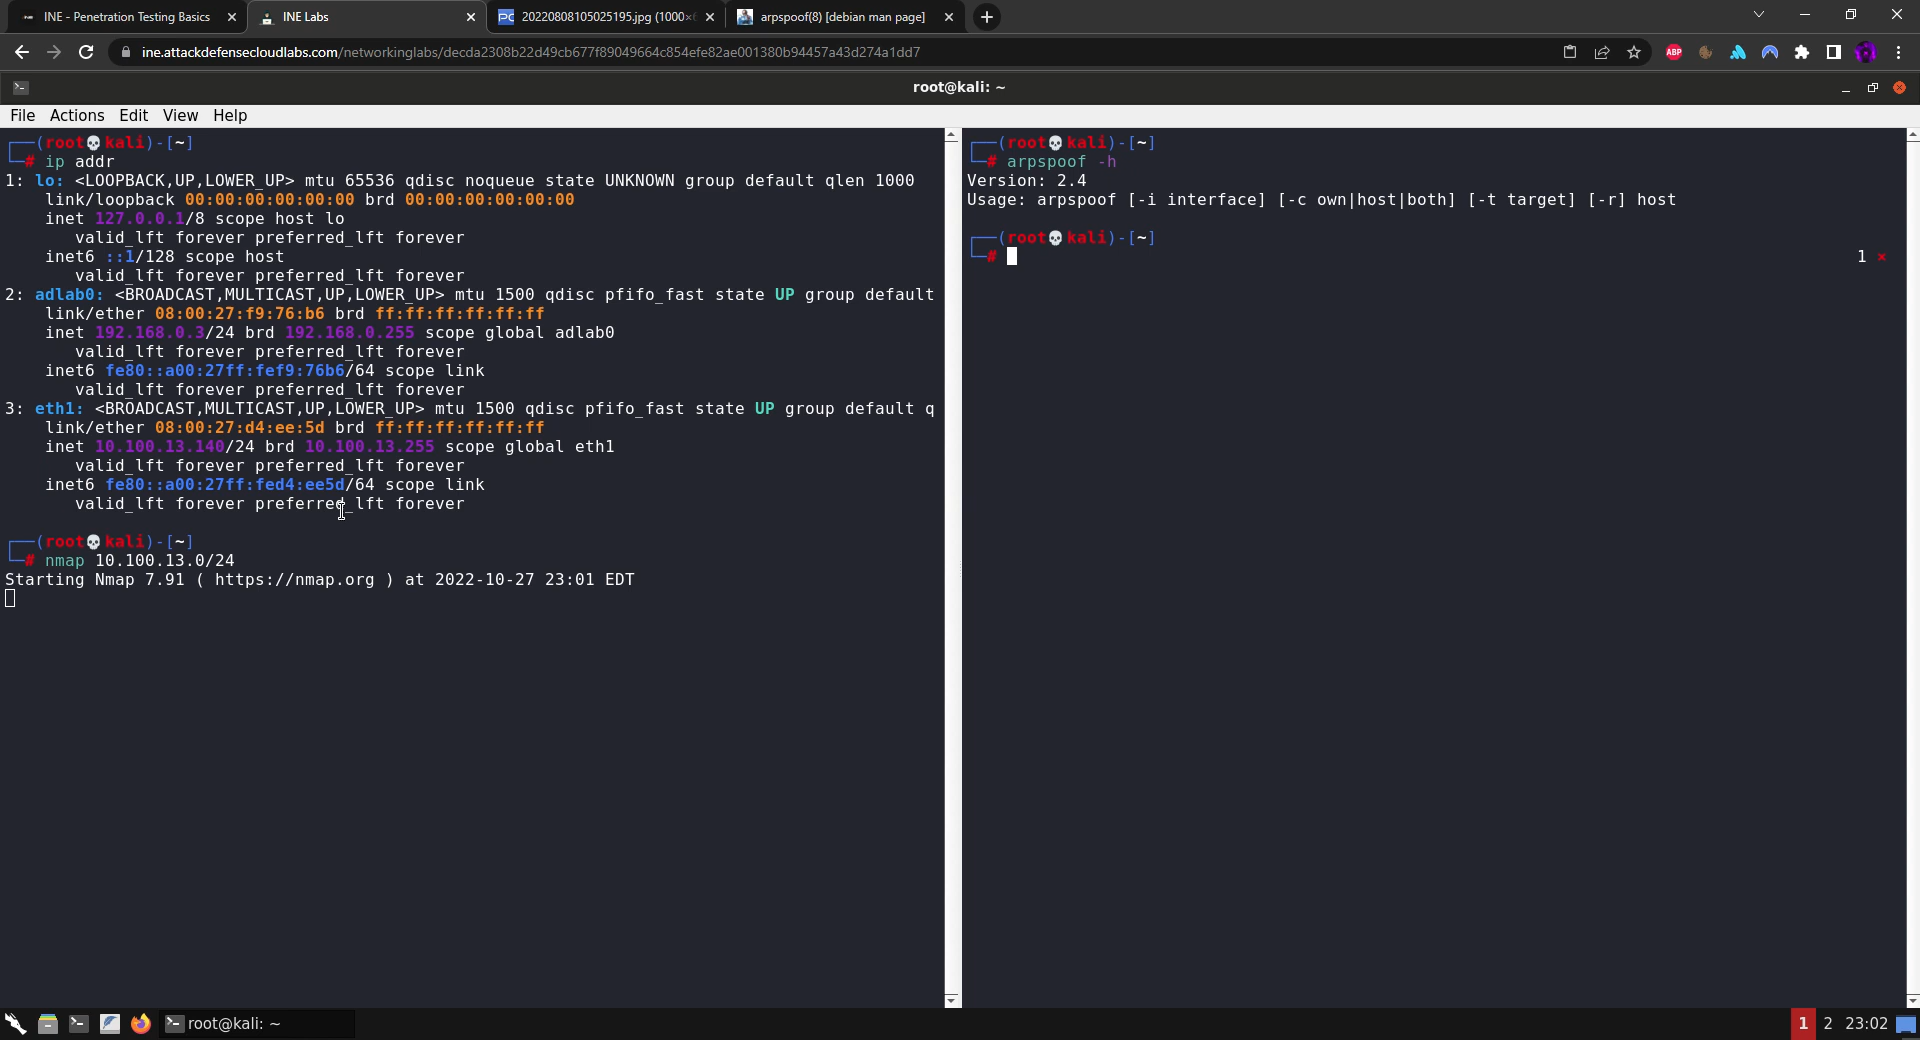 INE - Penetration Testing Basics
INE Labs
20220808105025195.jpg (1000×
arpspoof(8) [debian man page]
ine.attackdefensecloudlabs.com/networkinglabs/decda2308b22d49cb677f89049664c854efe82ae001380b94457a43d274a1dd7
ABP
root@kali: ~
File Actions Edit View Help
┌──(root💀kali)-[~]
└─# ip addr
1: lo: <LOOPBACK,UP,LOWER_UP> mtu 65536 qdisc noqueue state UNKNOWN group default qlen 1000
link/loopback 00:00:00:00:00:00 brd 00:00:00:00:00:00
inet 127.0.0.1/8 scope host lo
valid_lft forever preferred_lft forever
inet6 ::1/128 scope host
valid_lft forever preferred_lft forever
2: adlab0: <BROADCAST,MULTICAST,UP,LOWER_UP> mtu 1500 qdisc pfifo_fast state UP group default
link/ether 08:00:27:f9:76:b6 brd ff:ff:ff:ff:ff:ff
inet 192.168.0.3/24 brd 192.168.0.255 scope global adlab0
valid_lft forever preferred_lft forever
inet6 fe80::a00:27ff:fef9:76b6/64 scope link
valid_lft forever preferred_lft forever
3: eth1: <BROADCAST,MULTICAST,UP,LOWER_UP> mtu 1500 qdisc pfifo_fast state UP group default q
link/ether 08:00:27:d4:ee:5d brd ff:ff:ff:ff:ff:ff
inet 10.100.13.140/24 brd 10.100.13.255 scope global eth1
valid_lft forever preferred_lft forever
inet6 fe80::a00:27ff:fed4:ee5d/64 scope link
valid_lft forever preferred_lft forever
┌──(root💀kali)-[~]
└─# nmap 10.100.13.0/24
Starting Nmap 7.91 ( https://nmap.org ) at 2022-10-27 23:01 EDT
┌──(root💀kali)-[~]
└─# arpspoof -h
Version: 2.4
Usage: arpspoof [-i interface] [-c own|host|both] [-t target] [-r] host
┌──(root💀kali)-[~]
└─# 1 ×
root@kali: ~
1 2 23:02